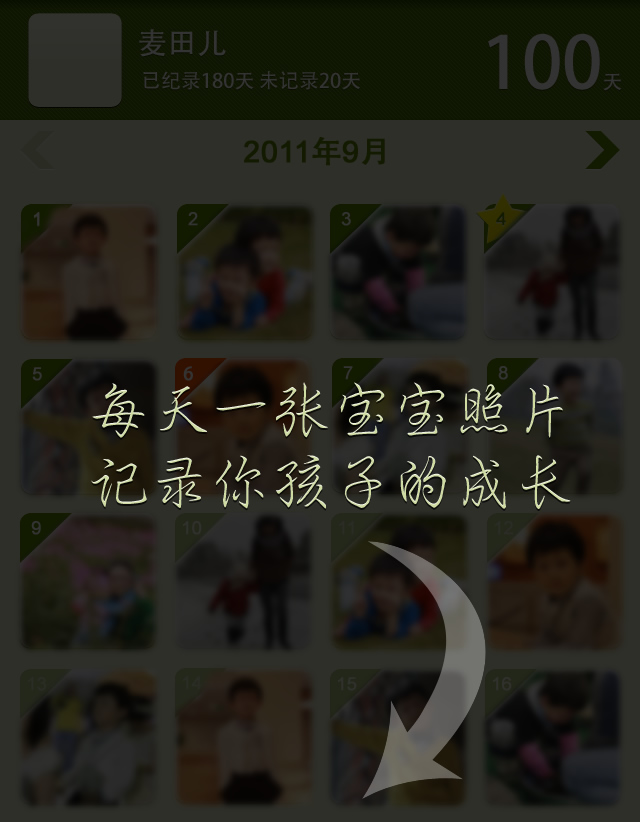 麦田儿
已纪录180天 未记录20天
100天
2011年9月
1 2 3 4
5 6 7 8
每天一张宝宝照片
记录你孩子的成长
9 10 11 12
13 14 15 16